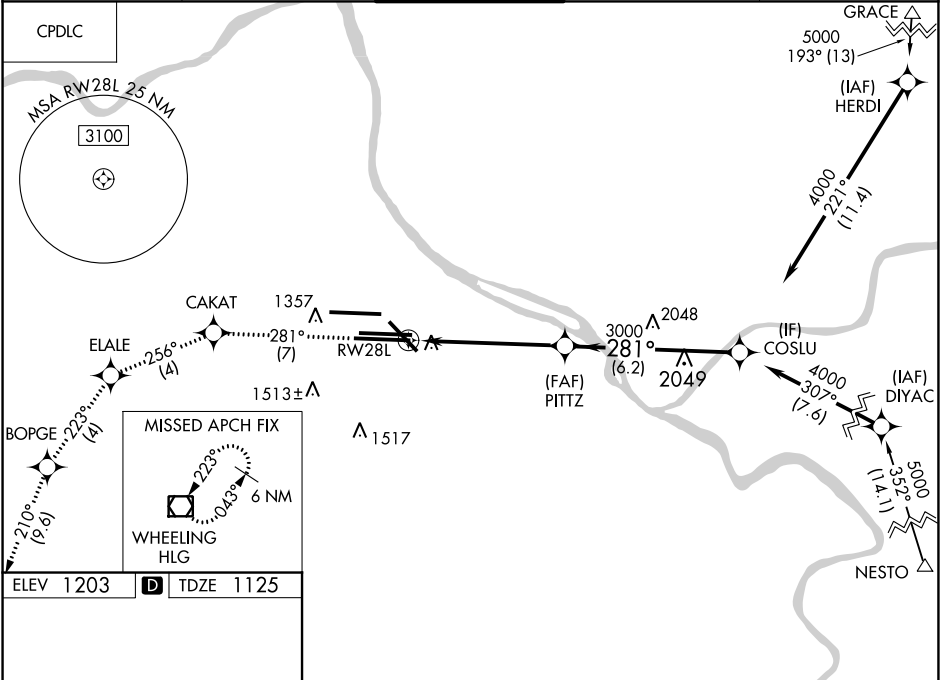 CPDLC
MSA RW28L 25 NM
3100
GRACE
5000
193° (13)
(IAF)
HERDI
4000
221°
(11.4)
CAKAT
1357
281°
(7)
RW28L
ELALE
256°
(4)
1513±
1517
3000
281°
(6.2)
2048
2049
(IF)
COSLU
(FAF)
PITTZ
4000
307°
(7.6)
(IAF)
DIYAC
5000
352°
(14.1)
NESTO
BOPGE
223°
(4)
210°
(9.6)
MISSED APCH FIX
223°
043°
6 NM
WHEELING
HLG
ELEV 1203 D TDZE 1125